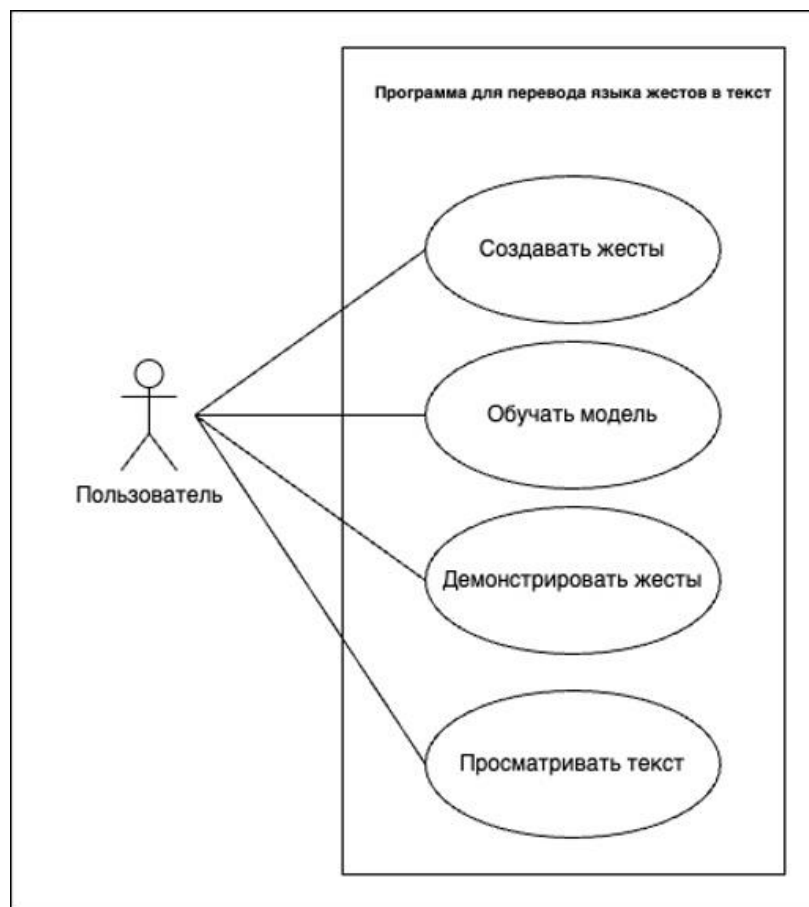 Программа для перевода языка жестов в текст
Создавать жесты
Обучать модель
Пользователь
Демонстрировать жесты
Просматривать текст